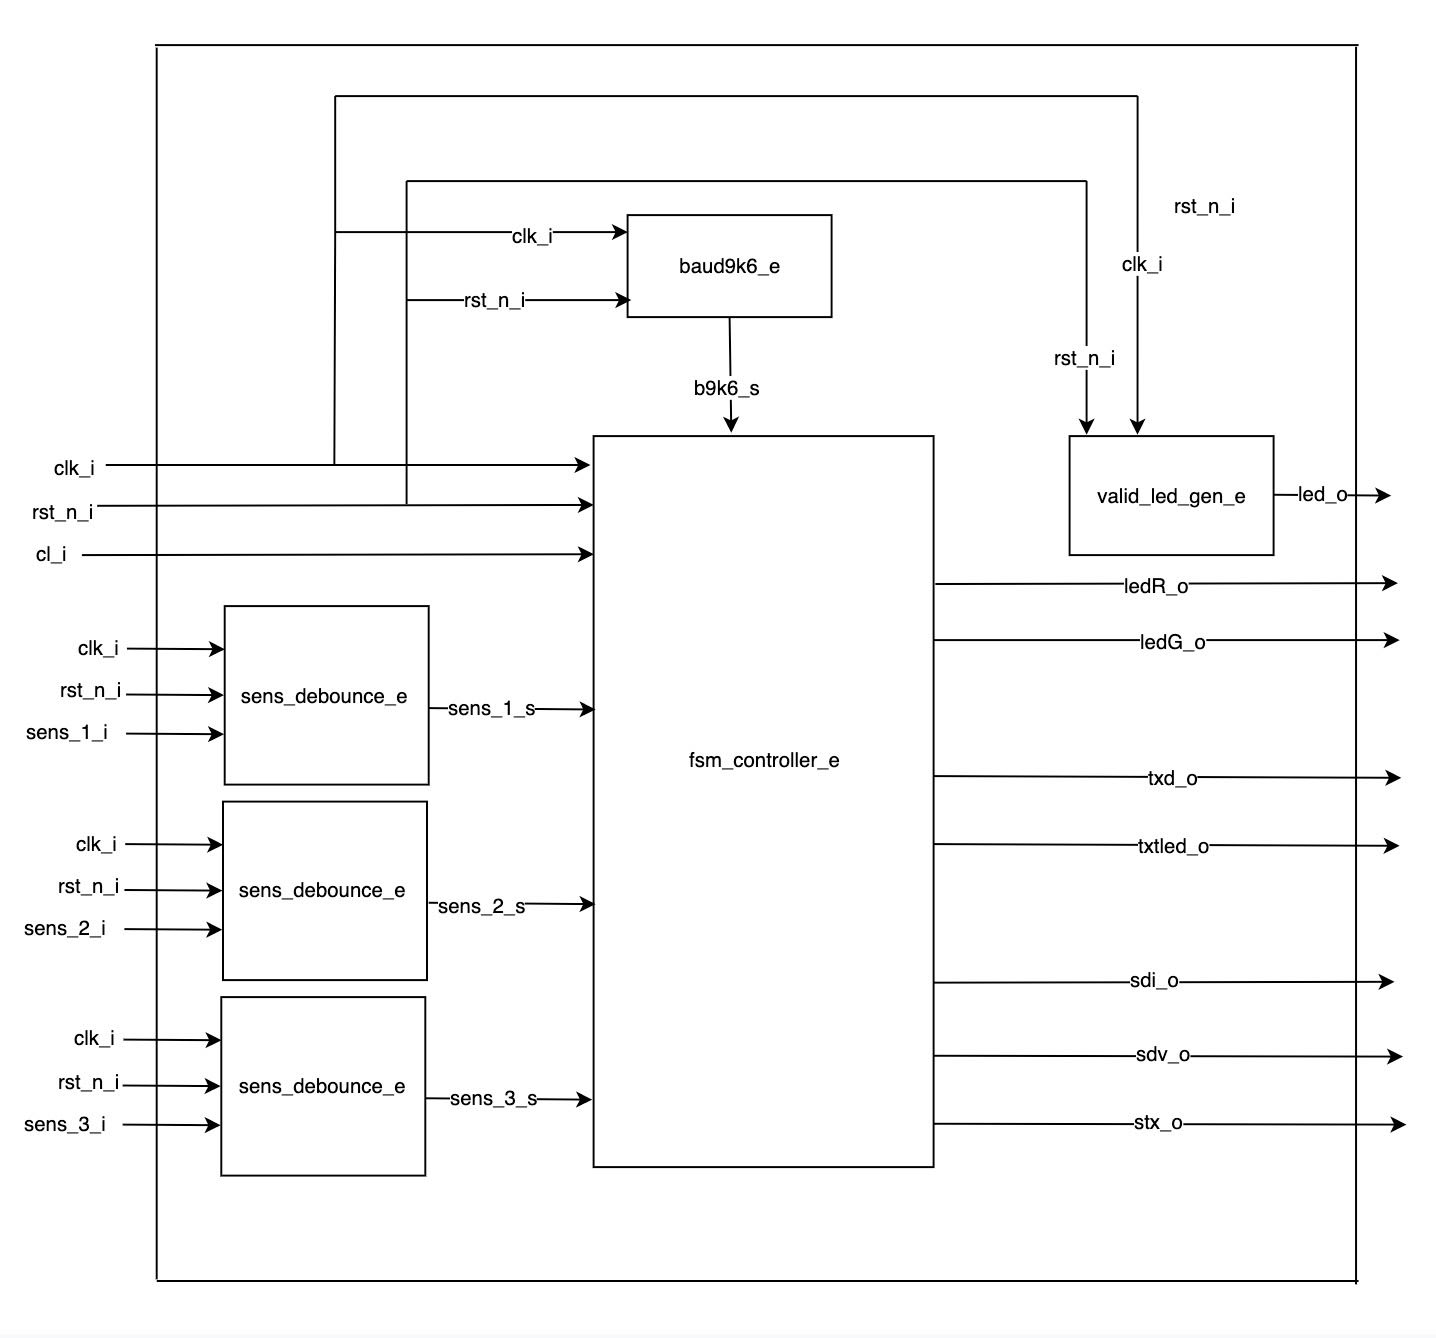 rst_n_i
clk_i
baud9k6_e
clk_i
rst_n_i
rst_n_i
b9k6_s
clk_i
valid_led_gen_e
led_o
rst_n_i
cl_i
ledR_o
clk_i
ledG_o
rst_n_i
sens_debounce_e
sens_1_s
sens_1_i
fsm_controller_e
txd_o
clk_i
txtled_o
rst_n_i
sens_debounce_e
sens_2_s
sens_2_i
sdi_o
clk_i
sdv_o
rst_n_i
sens_debounce_e
sens_3_s
sens_3_i
stx_o